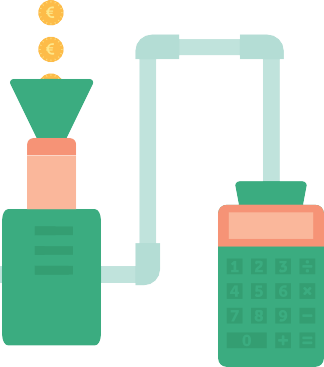 €
€
1 2 3 ÷
4 5 6 ×
7 8 9 −
0 + =